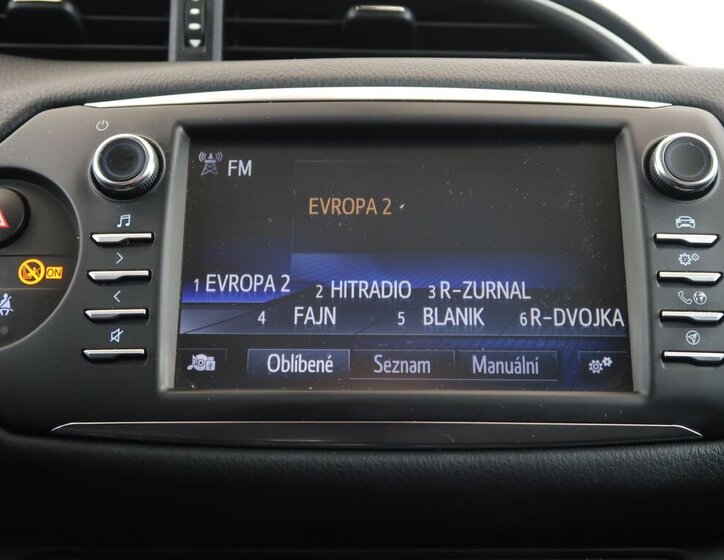 FM
EVROPA 2
1 EVROPA 2 2 HITRADIO 3 R-ZURNAL
4 FAJN 5 BLANIK 6 R-DVOJKA
Oblíbené Seznam Manuální
ON